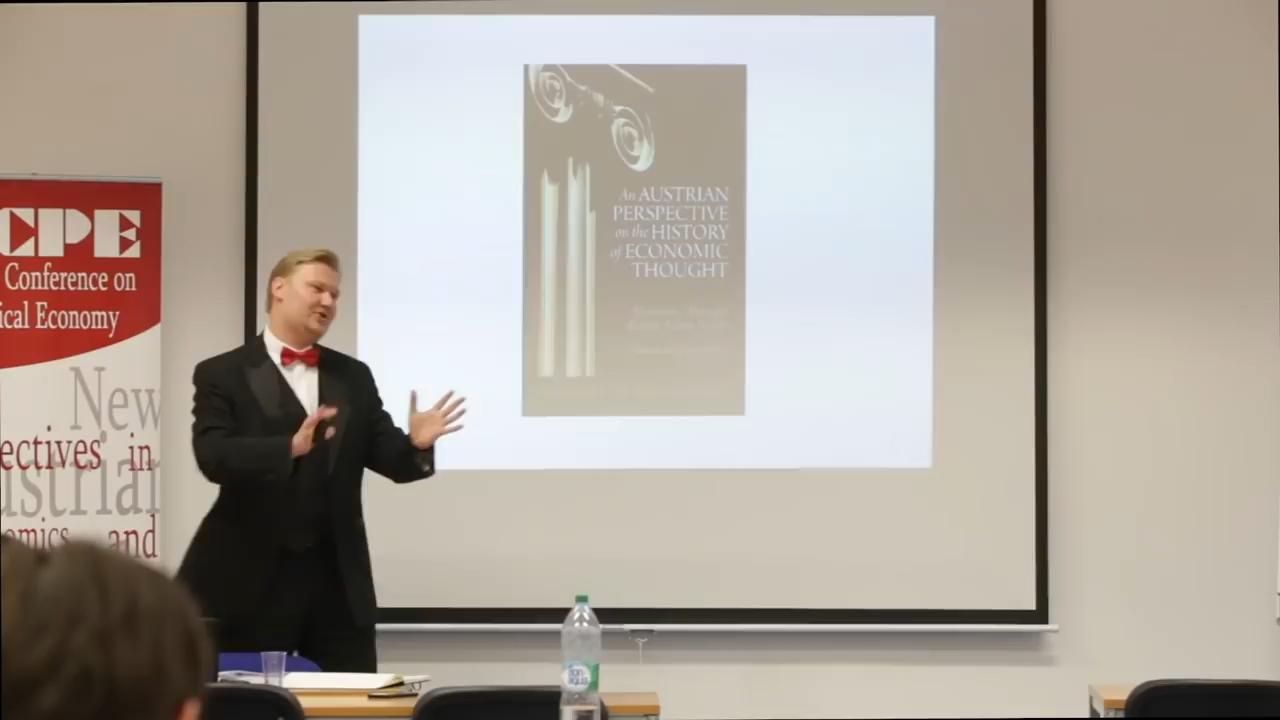 CPE
Conference on
ical Economy
New
ectives in
ustrian
omics and
An AUSTRIAN
PERSPECTIVE
on the HISTORY
of ECONOMIC
THOUGHT